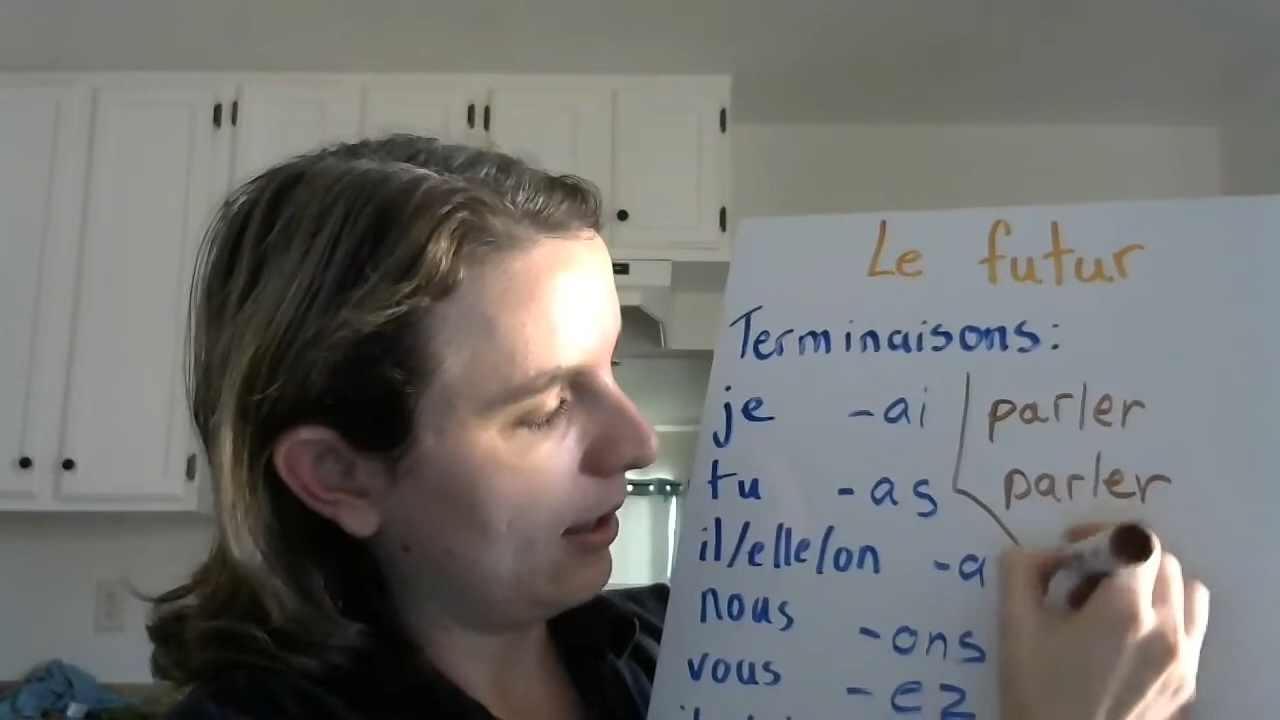 Le futur
Terminaisons:
je -ai parler
tu -as parler
il/elle/on -a
nous -ons
vous -ez